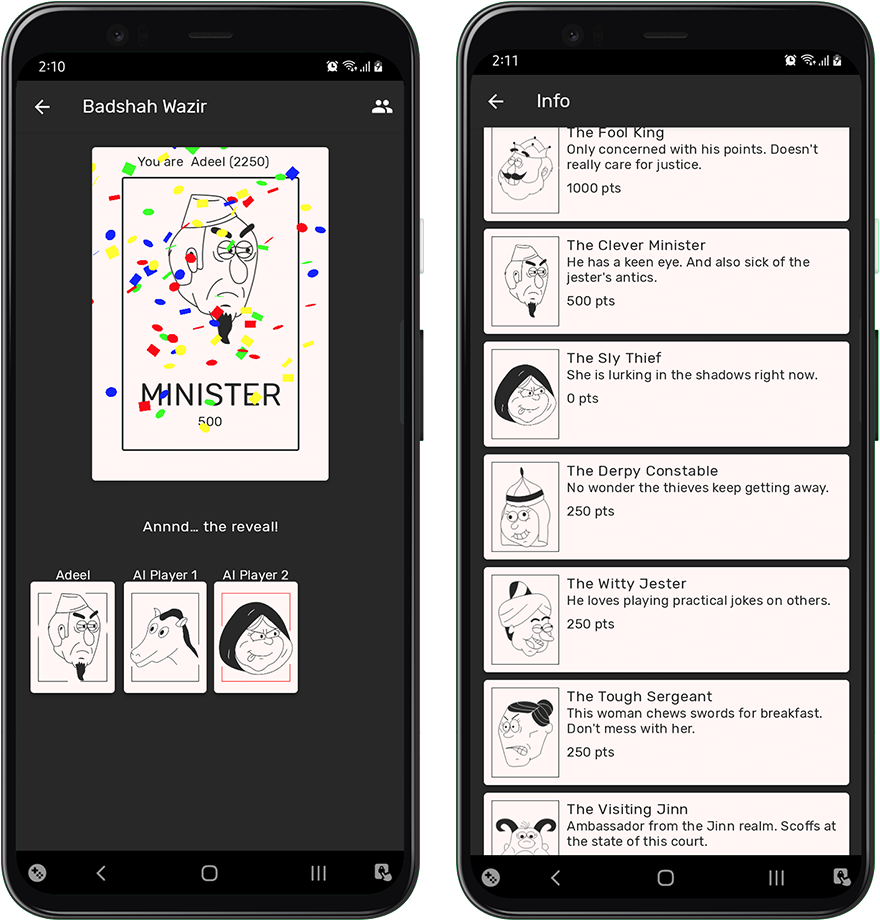 2:10
Badshah Wazir
You are Adeel (2250)
MINISTER
500
Annnd... the reveal!
Adeel
AI Player 1
AI Player 2
2:11
Info
The Fool King
Only concerned with his points. Doesn't
really care for justice.
1000 pts
The Clever Minister
He has a keen eye. And also sick of the
jester's antics.
500 pts
The Sly Thief
She is lurking in the shadows right now.
0 pts
The Derpy Constable
No wonder the thieves keep getting away.
250 pts
The Witty Jester
He loves playing practical jokes on others.
250 pts
The Tough Sergeant
This woman chews swords for breakfast.
Don't mess with her.
250 pts
The Visiting Jinn
Ambassador from the Jinn realm. Scoffs at
the state of this court.